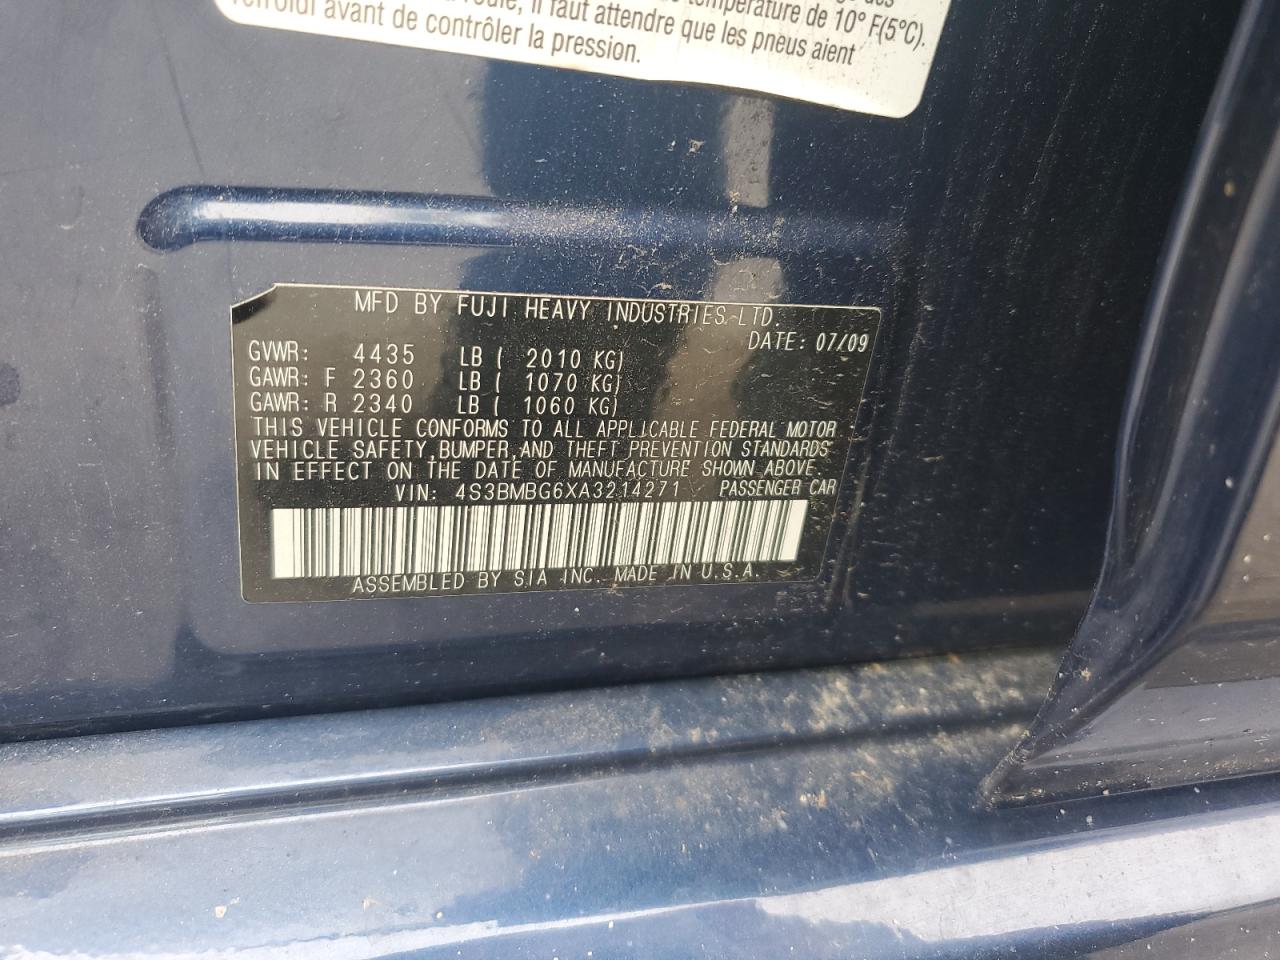 température de 10° F(5°C).
il faut attendre que les pneus aient
refroidi avant de contrôler la pression.
MFD BY FUJI HEAVY INDUSTRIES LTD.
DATE: 07/09
GVWR: 4435 LB ( 2010 KG)
GAWR: F 2360 LB ( 1070 KG)
GAWR: R 2340 LB ( 1060 KG)
THIS VEHICLE CONFORMS TO ALL APPLICABLE FEDERAL MOTOR
VEHICLE SAFETY,BUMPER,AND THEFT PREVENTION STANDARDS
IN EFFECT ON THE DATE OF MANUFACTURE SHOWN ABOVE.
VIN: 4S3BMBG6XA3214271 PASSENGER CAR
ASSEMBLED BY SIA INC. MADE IN U.S.A.